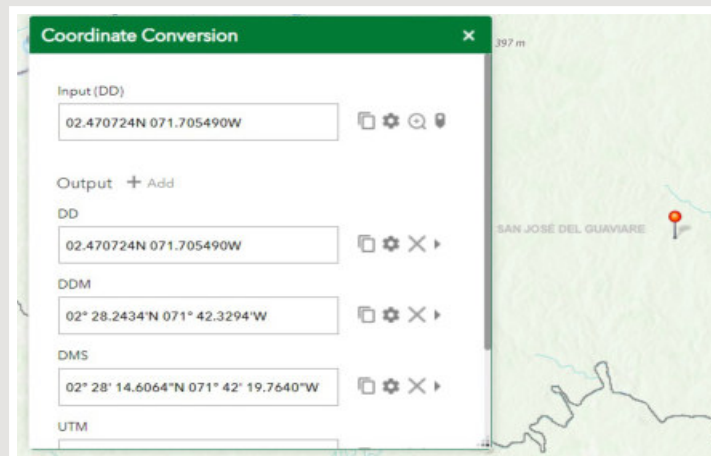 Coordinate Conversion
397 m
Input (DD)
02.470724N 071.705490W
Output + Add
DD
02.470724N 071.705490W
SAN JOSÉ DEL GUAVIARE
DDM
02° 28.2434'N 071° 42.3294'W
DMS
02° 28' 14.6064"N 071° 42' 19.7640"W
UTM